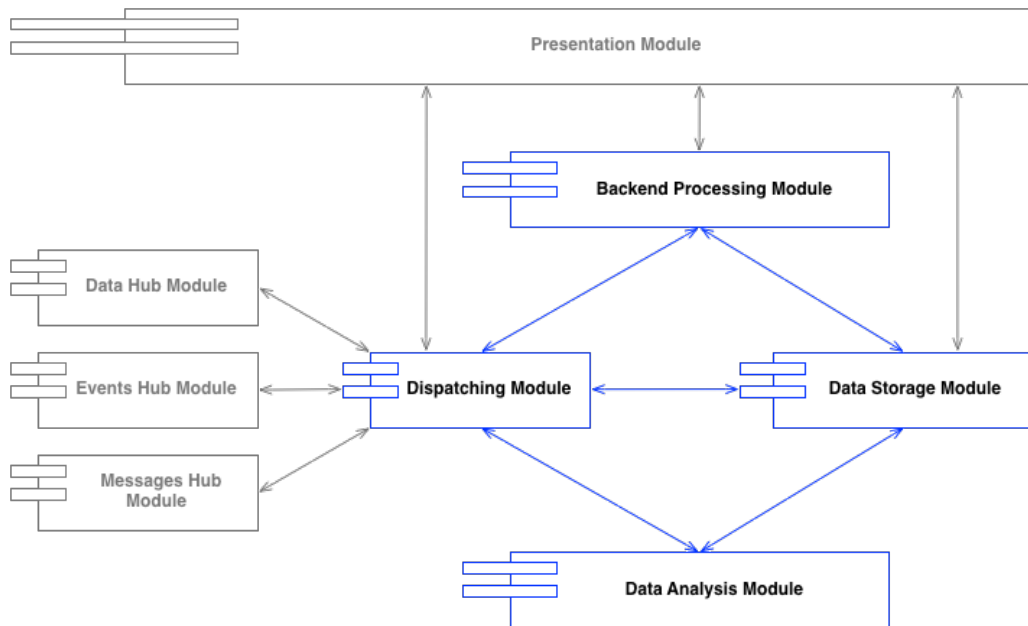 Presentation Module
Backend Processing Module
Data Hub Module
Events Hub Module
Dispatching Module
Data Storage Module
Messages Hub
Module
Data Analysis Module